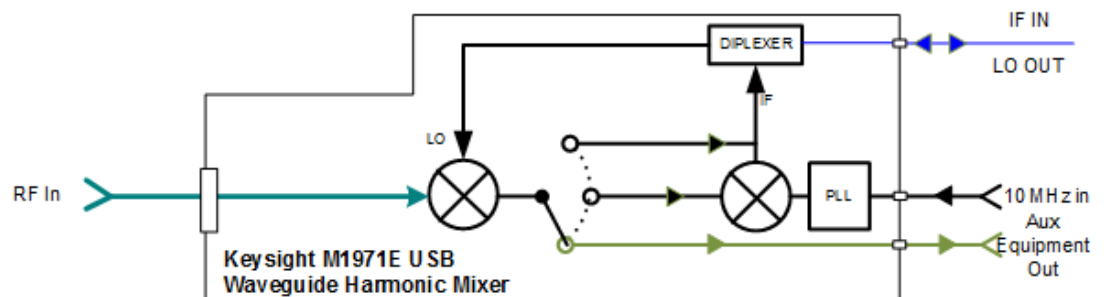 IF IN
DIPLEXER
LO OUT
IF
LO
RF In
PLL
10 MHz in
Aux
Equipment
Out
Keysight M1971E USB
Waveguide Harmonic Mixer